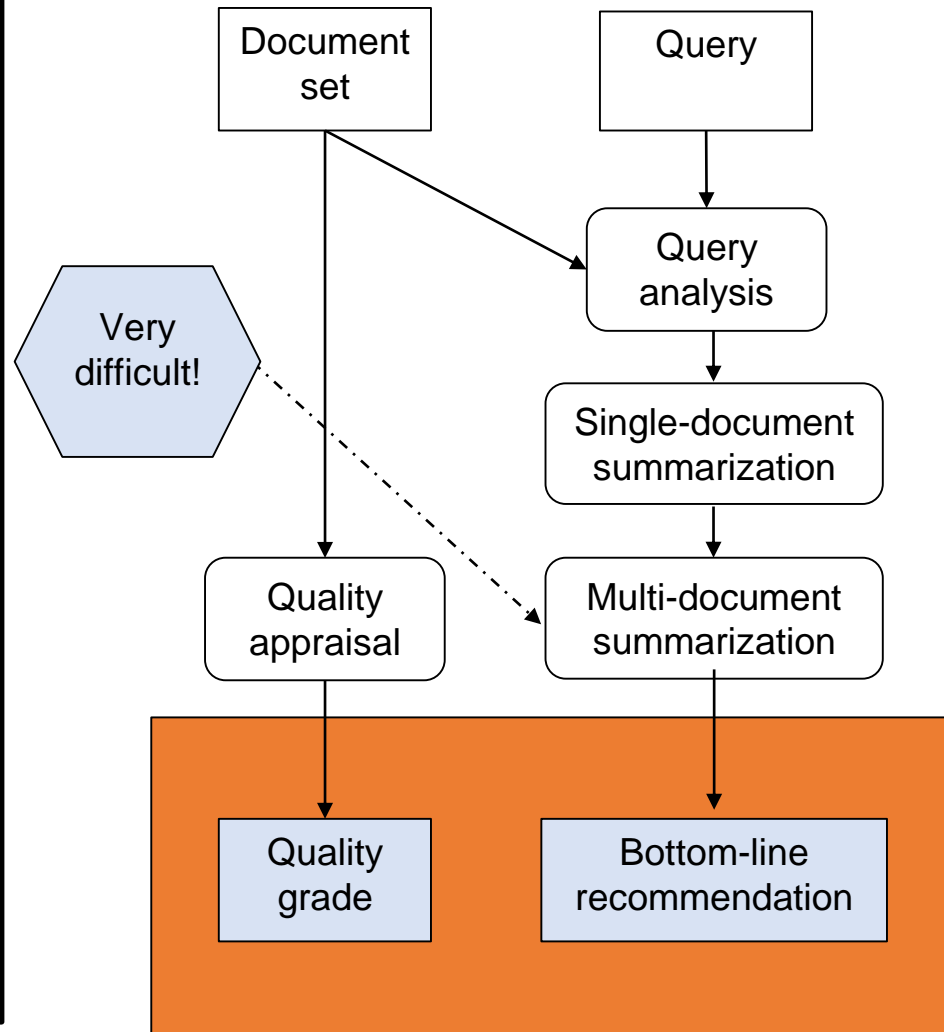 Document
set
Query
Query
analysis
Very
difficult!
Single-document
summarization
Quality
appraisal
Multi-document
summarization
Quality
grade
Bottom-line
recommendation